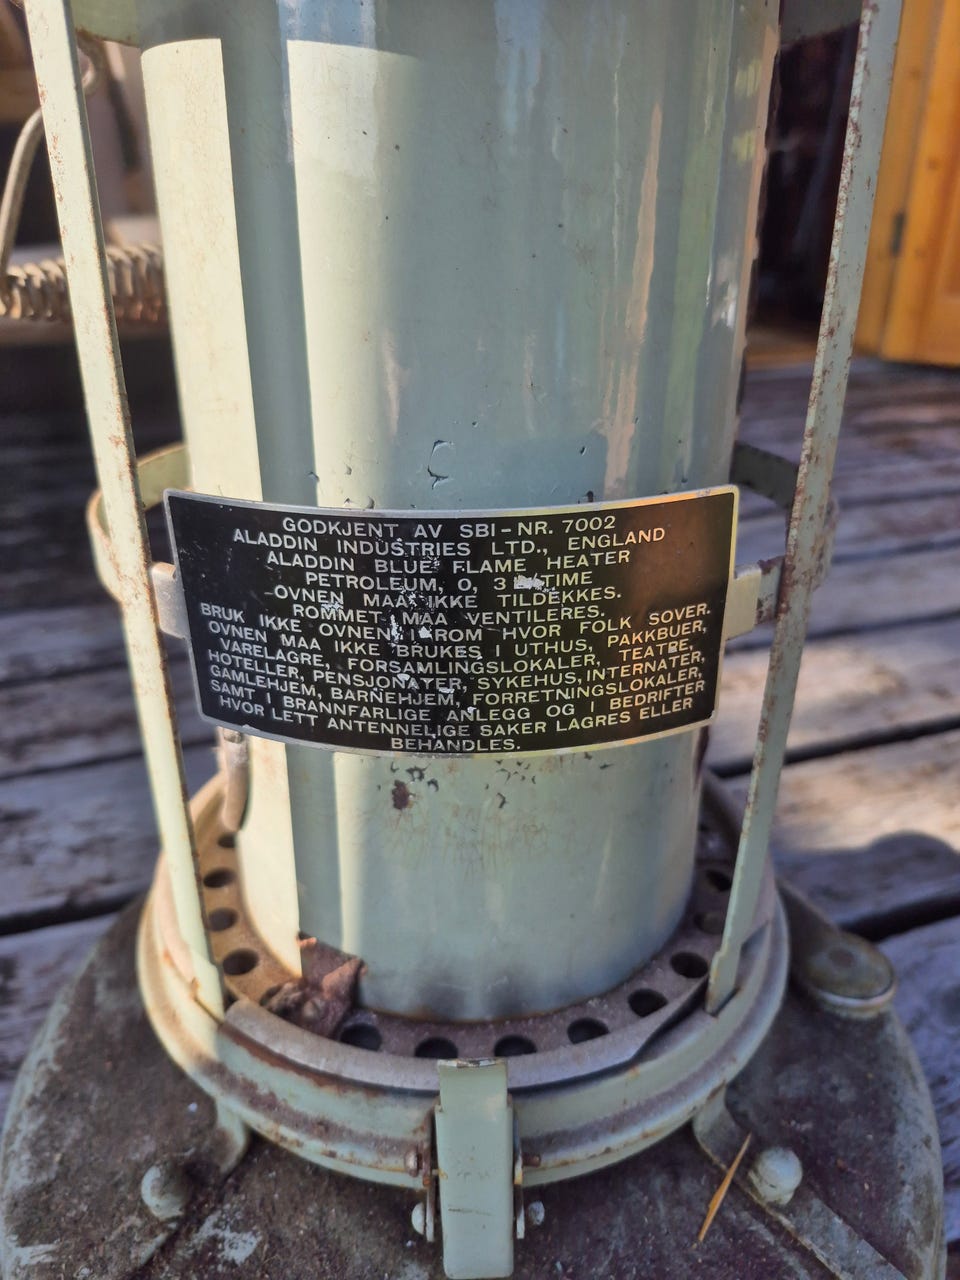 GODKJENT AV SBI-NR. 7002
ALADDIN INDUSTRIES LTD., ENGLAND
ALADDIN BLUE FLAME HEATER
PETROLEUM, 0, 3 TIME
OVNEN MAA IKKE TILDEKKES.
ROMMET MAA VENTILERES.
BRUK IKKE OVNEN I ROM HVOR FOLK SOVER.
OVNEN MAA IKKE BRUKES I UTHUS, PAKKBUER,
VARELAGRE, FORSAMLINGSLOKALER, TEATRE,
HOTELLER, PENSJONATER, SYKEHUS, INTERNATER,
GAMLEHJEM, BARNEHJEM, FORRETNINGSLOKALER,
SAMT I BRANNFARLIGE ANLEGG OG I BEDRIFTER
HVOR LETT ANTENNELIGE SAKER LAGRES ELLER
BEHANDLES.